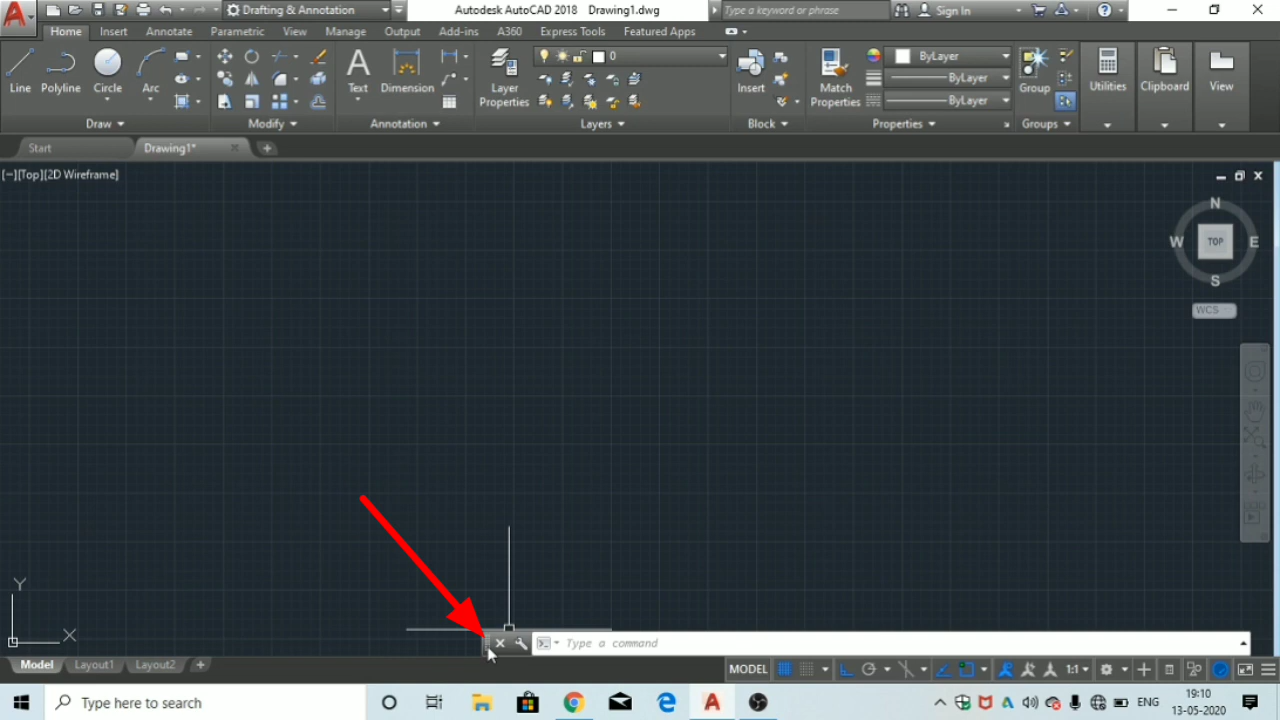 Drafting & Annotation
Autodesk AutoCAD 2018 Drawing1.dwg
Type a keyword or phrase
Sign In
Home Insert Annotate Parametric View Manage Output Add-ins A360 Express Tools Featured Apps
0
ByLayer
ByLayer
ByLayer
Line Polyline Circle Arc
Text Dimension
Layer
Properties
Insert
Match
Properties
Group
Utilities
Clipboard
View
Draw Modify Annotation Layers Block Properties Groups
Start Drawing1*
[−][Top][2D Wireframe]
N
W TOP E
S
WCS
Y
X
Type a command
Model Layout1 Layout2
MODEL 1:1
Type here to search
ENG
19:10
13-05-2020